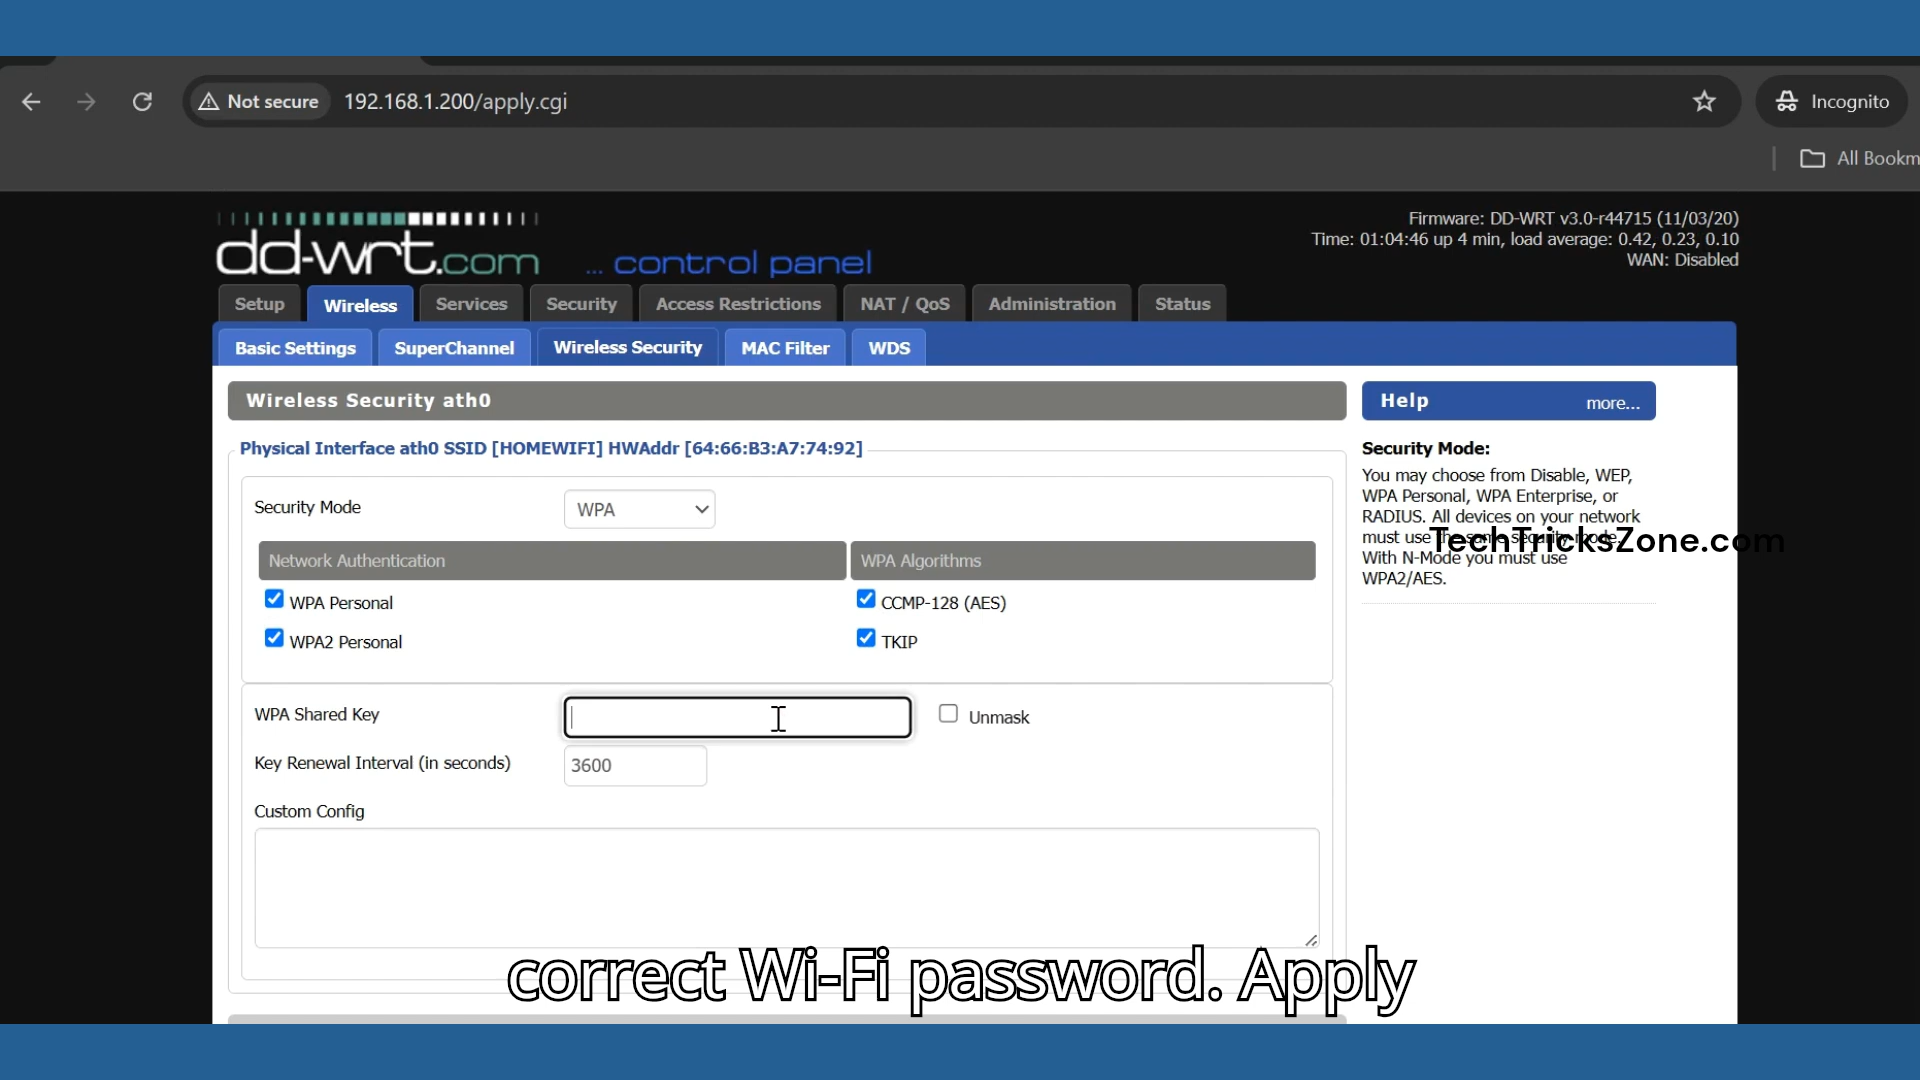 Not secure 192.168.1.200/apply.cgi
Incognito
All Bookm
dd-wrt.com ... control panel
Firmware: DD-WRT v3.0-r44715 (11/03/20)
Time: 01:04:46 up 4 min, load average: 0.42, 0.23, 0.10
WAN: Disabled
Setup Wireless Services Security Access Restrictions NAT / QoS Administration Status
Basic Settings SuperChannel Wireless Security MAC Filter WDS
Wireless Security ath0
Physical Interface ath0 SSID [HOMEWIFI] HWAddr [64:66:B3:A7:74:92]
Security Mode WPA
Network Authentication WPA Algorithms
WPA Personal CCMP-128 (AES)
WPA2 Personal TKIP
WPA Shared Key Unmask
Key Renewal Interval (in seconds) 3600
Custom Config
Help more...
Security Mode:
You may choose from Disable, WEP,
WPA Personal, WPA Enterprise, or
RADIUS. All devices on your network
must use the same security mode.
With N-Mode you must use
WPA2/AES.
TechTricksZone.com
correct Wi-Fi password. Apply